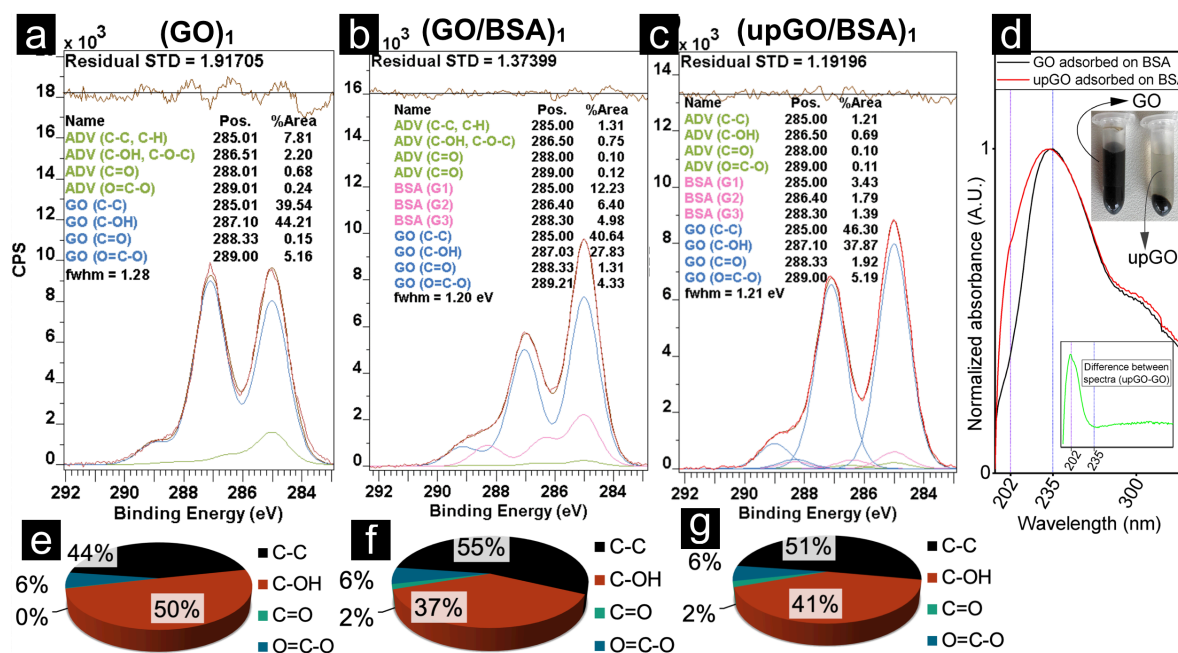 a
(GO)1
x 10³
Residual STD = 1.91705
18
16
14
12
10
8
6
4
2
0
CPS
Name Pos. %Area
ADV (C-C, C-H) 285.01 7.81
ADV (C-OH, C-O-C) 286.51 2.20
ADV (C=O) 288.01 0.68
ADV (O=C-O) 289.01 0.24
GO (C-C) 285.01 39.54
GO (C-OH) 287.10 44.21
GO (C=O) 288.33 0.15
GO (O=C-O) 289.00 5.16
fwhm = 1.28
292 290 288 286 284
Binding Energy (eV)
b
(GO/BSA)1
10³
Residual STD = 1.37399
16
14
12
10
8
6
4
2
0
Name Pos. %Area
ADV (C-C, C-H) 285.00 1.31
ADV (C-OH, C-O-C) 286.50 0.75
ADV (C=O) 288.00 0.10
ADV (C=O) 289.00 0.12
BSA (G1) 285.00 12.23
BSA (G2) 286.40 6.40
BSA (G3) 288.30 4.98
GO (C-C) 285.00 40.64
GO (C-OH) 287.03 27.83
GO (C=O) 288.33 1.31
GO (O=C-O) 289.21 4.33
fwhm = 1.20 eV
292 290 288 286 284
Binding Energy (eV)
c
(upGO/BSA)1
x 10³
Residual STD = 1.19196
14
12
10
8
6
4
2
0
Name Pos. %Area
ADV (C-C) 285.00 1.21
ADV (C-OH) 286.50 0.69
ADV (C=O) 288.00 0.10
ADV (O=C-O) 289.00 0.11
BSA (G1) 285.00 3.43
BSA (G2) 286.40 1.79
BSA (G3) 288.30 1.39
GO (C-C) 285.00 46.30
GO (C-OH) 287.10 37.87
GO (C=O) 288.33 1.92
GO (O=C-O) 289.00 5.19
fwhm = 1.21 eV
292 290 288 286 284
Binding Energy (eV)
d
GO adsorbed on BSA
upGO adsorbed on BSA
GO
upGO
1
0
Normalized absorbance (A.U.)
Difference between
spectra (upGO-GO)
202
235
202
235
300
Wavelength (nm)
e
44%
6%
0%
50%
C-C
C-OH
C=O
O=C-O
f
55%
6%
2%
37%
C-C
C-OH
C=O
O=C-O
g
51%
6%
2%
41%
C-C
C-OH
C=O
O=C-O